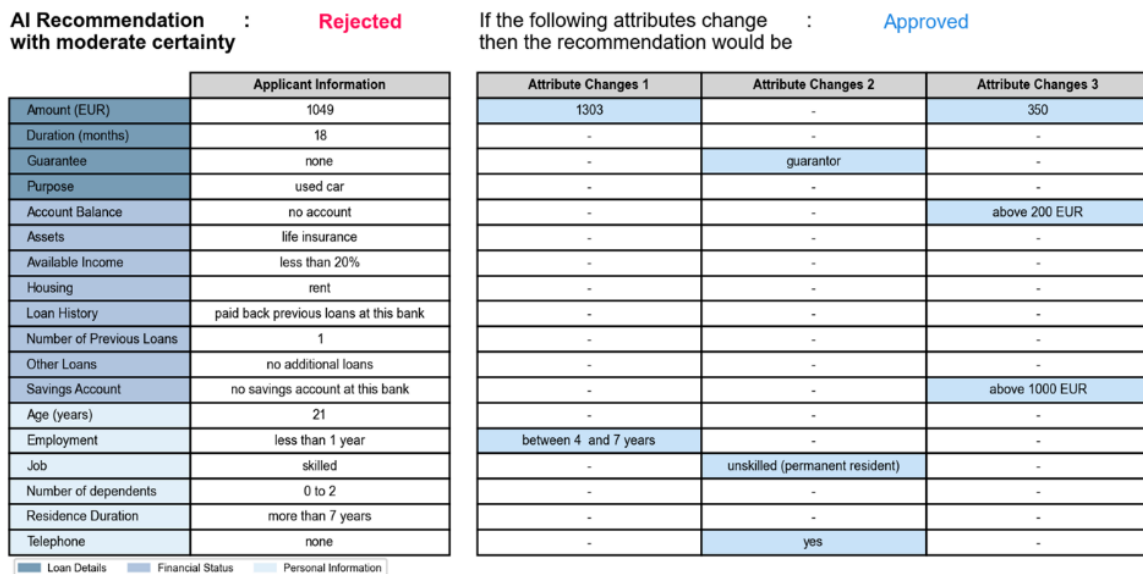 AI Recommendation : Rejected If the following attributes change : Approved
with moderate certainty then the recommendation would be
Applicant Information Attribute Changes 1 Attribute Changes 2 Attribute Changes 3
Amount (EUR) 1049 1303 - 350
Duration (months) 18 - - -
Guarantee none - guarantor -
Purpose used car - - -
Account Balance no account - - above 200 EUR
Assets life insurance - - -
Available Income less than 20% - - -
Housing rent - - -
Loan History paid back previous loans at this bank - - -
Number of Previous Loans 1 - - -
Other Loans no additional loans - - -
Savings Account no savings account at this bank - - above 1000 EUR
Age (years) 21 - - -
Employment less than 1 year between 4 and 7 years - -
Job skilled - unskilled (permanent resident) -
Number of dependents 0 to 2 - - -
Residence Duration more than 7 years - - -
Telephone none - yes -
Loan Details Financial Status Personal Information